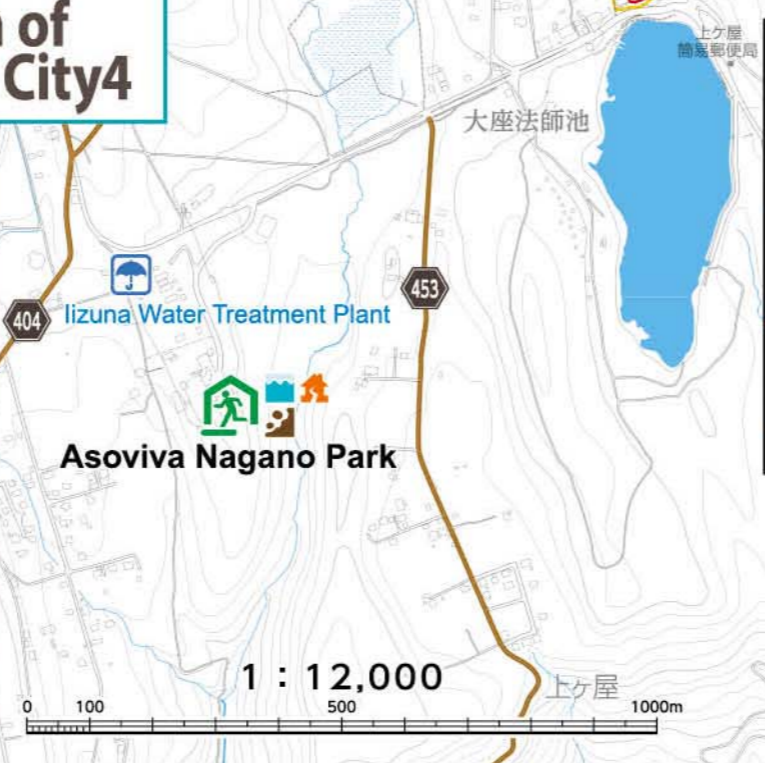 of
City4
上ケ屋
簡易郵便局
大座法師池
453
404
Iizuna Water Treatment Plant
Asoviva Nagano Park
1 : 12,000
上ケ屋
0 100 500 1000m